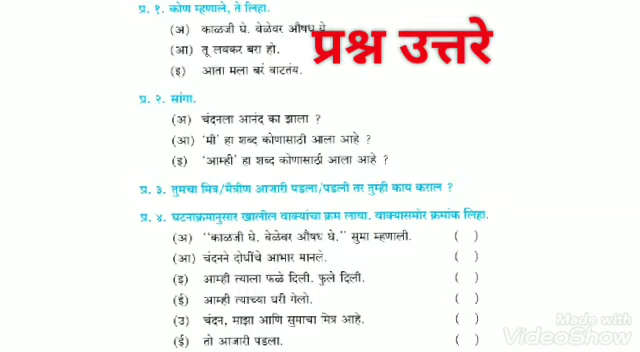 प्र. १. कोण म्हणाले, ते लिहा.
(अ) काळजी घे. वेळेवर औषध घे.
प्रश्न उत्तरे
(आ) तू लवकर बरा हो.
(इ) आता मला बरं वाटतंय.
प्र. २. सांगा.
(अ) चंदनला आनंद का झाला ?
(आ) 'मी' हा शब्द कोणासाठी आला आहे ?
(इ) 'आम्ही' हा शब्द कोणासाठी आला आहे ?
प्र. ३. तुमचा मित्र/मैत्रीण आजारी पडला/पडली तर तुम्ही काय कराल ?
प्र. ४. घटनाक्रमानुसार खालील वाक्यांचा क्रम लावा. वाक्यासमोर क्रमांक लिहा.
(अ) "काळजी घे. वेळेवर औषध घे." सुमा म्हणाली. ( )
(आ) चंदनने दोघींचे आभार मानले. ( )
(इ) आम्ही त्याला फळे दिली. फुले दिली. ( )
(ई) आम्ही त्याच्या घरी गेलो. ( )
(उ) चंदन, माझा आणि सुमाचा मित्र आहे. ( )
(ई) तो आजारी पडला. ( )
Made with
VideoShow